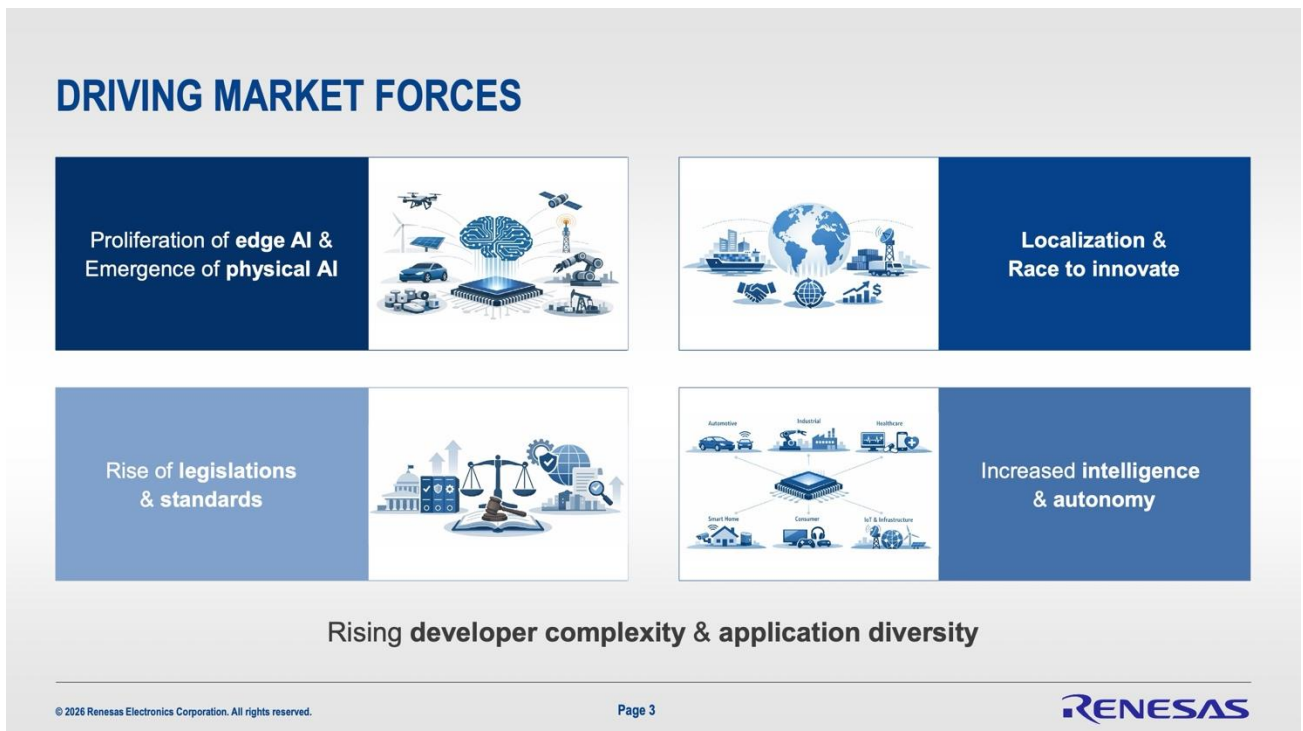 DRIVING MARKET FORCES
Proliferation of edge AI &
Emergence of physical AI
$
Localization &
Race to innovate
Rise of legislations
& standards
Automotive
Industrial
Healthcare
Smart Home
Consumer
IoT & Infrastructure
Increased intelligence
& autonomy
Rising developer complexity & application diversity
© 2026 Renesas Electronics Corporation. All rights reserved.
Page 3
RENESAS